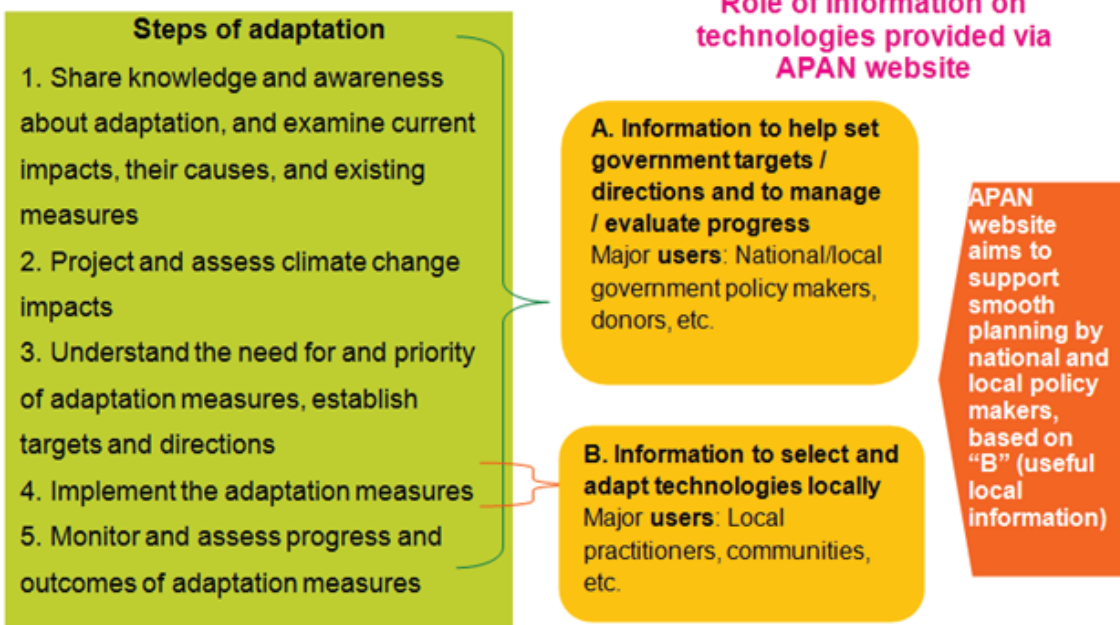 Steps of adaptation
1. Share knowledge and awareness
about adaptation, and examine current
impacts, their causes, and existing
measures
2. Project and assess climate change
impacts
3. Understand the need for and priority
of adaptation measures, establish
targets and directions
4. Implement the adaptation measures
5. Monitor and assess progress and
outcomes of adaptation measures
Role of information on
technologies provided via
APAN website
A. Information to help set
government targets /
directions and to manage
/ evaluate progress
Major users: National/local
government policy makers,
donors, etc.
B. Information to select and
adapt technologies locally
Major users: Local
practitioners, communities,
etc.
APAN
website
aims to
support
smooth
planning by
national and
local policy
makers,
based on
“B” (useful
local
information)